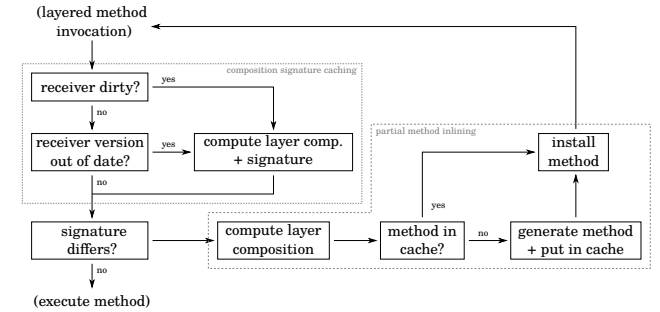 (layered method
invocation)
composition signature caching
receiver dirty?
yes
no
receiver version
out of date?
yes
compute layer comp.
+ signature
no
partial method inlining
install
method
yes
signature
differs?
compute layer
composition
method in
cache?
no
generate method
+ put in cache
no
(execute method)